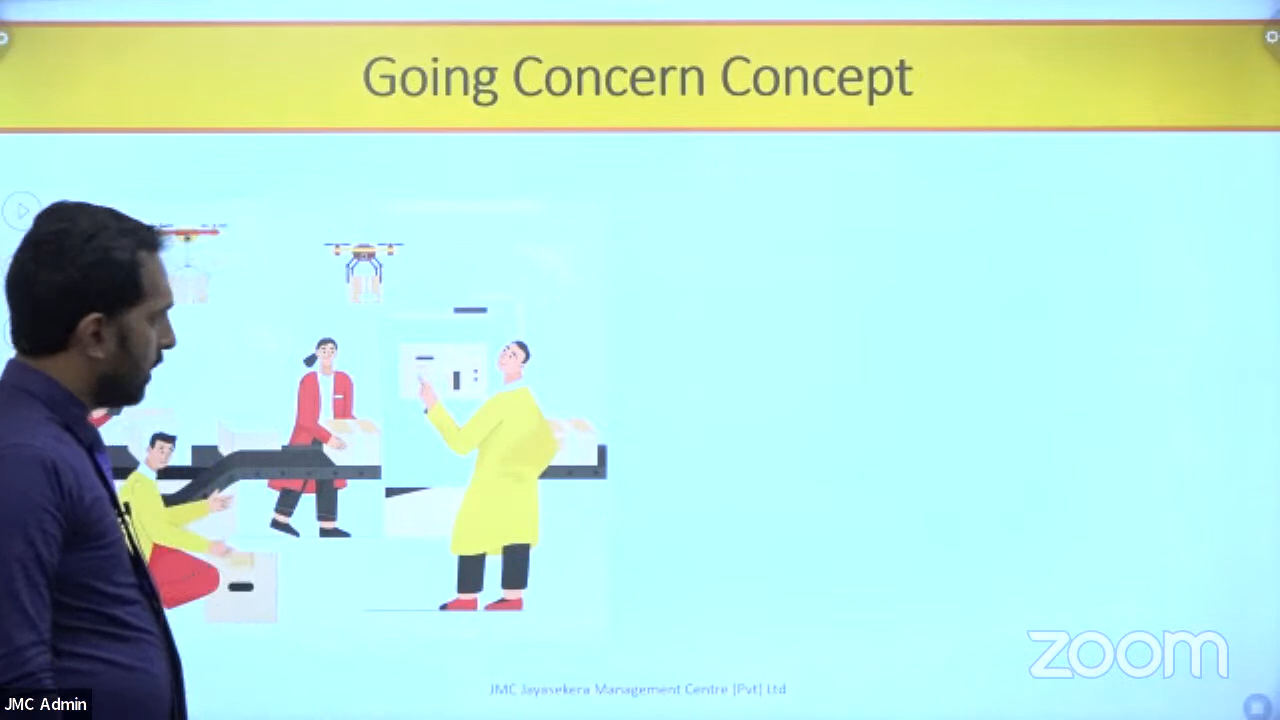 Going Concern Concept
zoom
JMC Jayasekera Management Centre (Pvt) Ltd
JMC Admin